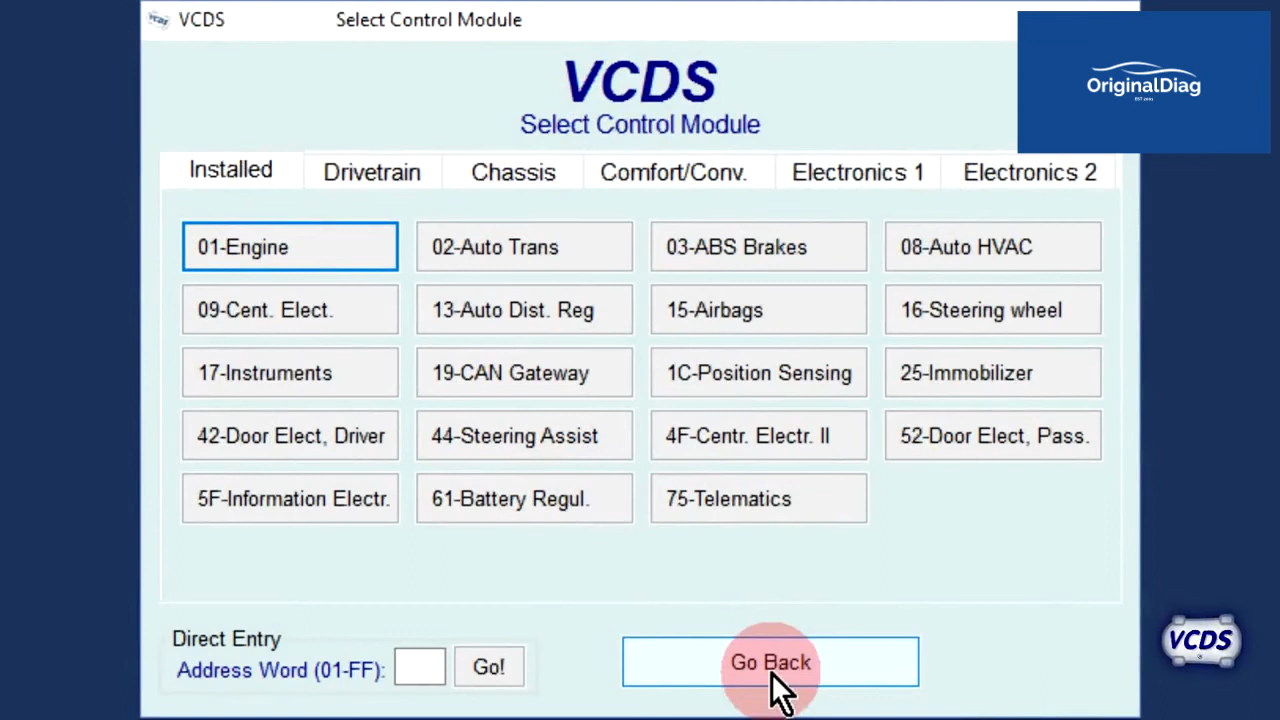 VCDS
Select Control Module
VCDS
Select Control Module
OriginalDiag
Installed
Drivetrain
Chassis
Comfort/Conv.
Electronics 1
Electronics 2
01-Engine
02-Auto Trans
03-ABS Brakes
08-Auto HVAC
09-Cent. Elect.
13-Auto Dist. Reg
15-Airbags
16-Steering wheel
17-Instruments
19-CAN Gateway
1C-Position Sensing
25-Immobilizer
42-Door Elect, Driver
44-Steering Assist
4F-Centr. Electr. II
52-Door Elect, Pass.
5F-Information Electr.
61-Battery Regul.
75-Telematics
Direct Entry
Address Word (01-FF):
Go!
Go Back
VCDS